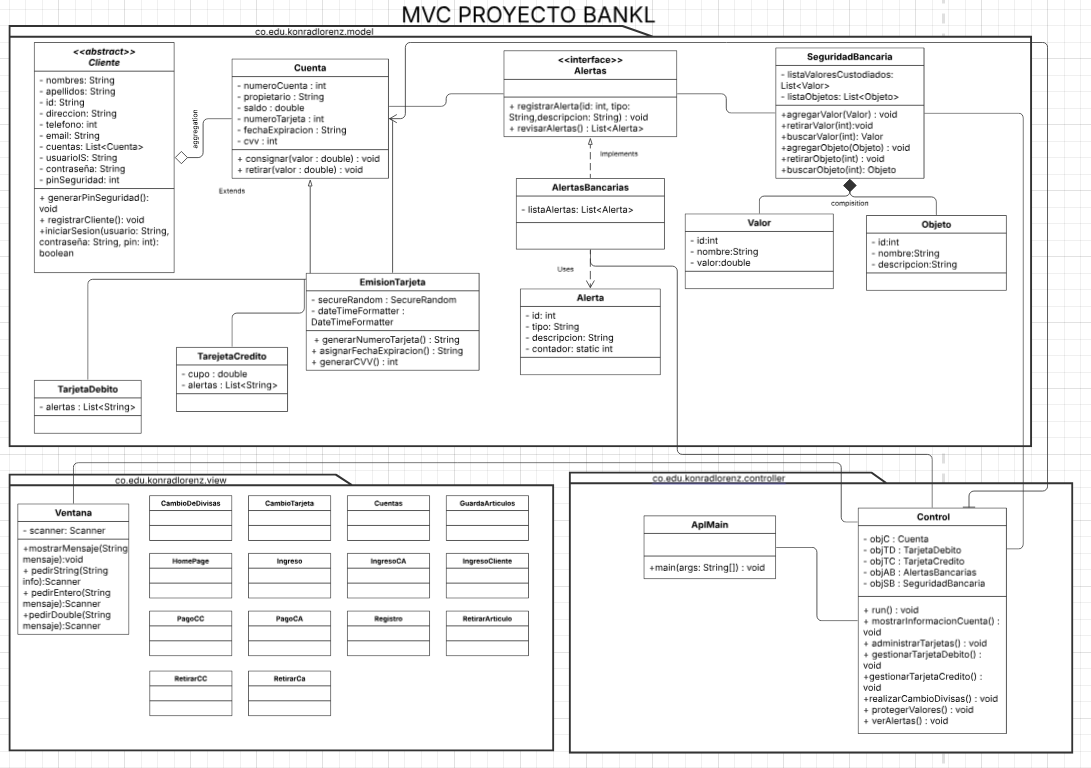 MVC PROYECTO BANKL
co.edu.konradlorenz.model
<<abstract>>
Cliente
- nombres: String
- apellidos: String
- id: String
- direccion: String
- telefono: int
- email: String
- cuentas: List<Cuenta>
- usuariolS: String
- contraseña: String
- pinSeguridad: int
+ generarPinSeguridad():
void
+ registrarCliente(): void
+iniciarSesion(usuario: String,
contraseña: String, pin: int):
boolean
aggregation
Cuenta
- numeroCuenta : int
- propietario : String
- saldo : double
- numeroTarjeta : int
- fechaExpiracion : String
- cvv : int
+ consignar(valor : double) : void
+ retirar(valor : double) : void
Extends
<<interface>>
Alertas
+ registrarAlerta(id: int, tipo:
String,descripcion: String) : void
+ revisarAlertas() : List<Alerta>
Implements
SeguridadBancaria
- listaValoresCustodiados:
List<Valor>
- listaObjetos: List<Objeto>
+agregarValor(Valor) : void
+retirarValor(int):void
+buscarValor(int): Valor
+agregarObjeto(Objeto) : void
+retirarObjeto(int) : void
+buscarObjeto(int): Objeto
compisition
AlertasBancarias
- listaAlertas: List<Alerta>
Uses
Valor
- id:int
- nombre:String
- valor:double
Objeto
- id:int
- nombre:String
- descripcion:String
EmisionTarjeta
- secureRandom : SecureRandom
- dateTimeFormatter :
DateTimeFormatter
+ generarNumeroTarjeta() : String
+ asignarFechaExpiracion() : String
+ generarCVV() : int
Alerta
- id: int
- tipo: String
- descripcion: String
- contador: static int
TarejetaCredito
- cupo : double
- alertas : List<String>
TarjetaDebito
- alertas : List<String>
co.edu.konradlorenz.view
Ventana
- scanner: Scanner
+mostrarMensaje(String
mensaje):void
+ pedirString(String
info):Scanner
+ pedirEntero(String
mensaje):Scanner
+pedirDouble(String
mensaje):Scanner
CambioDeDivisas
CambioTarjeta
Cuentas
GuardaArticulos
HomePage
Ingreso
IngresoCA
IngresoCliente
PagoCC
PagoCA
Registro
RetirarArticulo
RetirarCC
RetirarCa
co.edu.konradlorenz.controller
AplMain
+main(args: String[]) : void
Control
- objC : Cuenta
- objTD : TarjetaDebito
- objTC : TarjetaCredito
- objAB : AlertasBancarias
- objSB : SeguridadBancaria
+ run() : void
+ mostrarInformacionCuenta() :
void
+ administrarTarjetas() : void
+ gestionarTarjetaDebito() :
void
+gestionarTarjetaCredito() :
void
+realizarCambioDivisas() : void
+ protegerValores() : void
+ verAlertas() : void